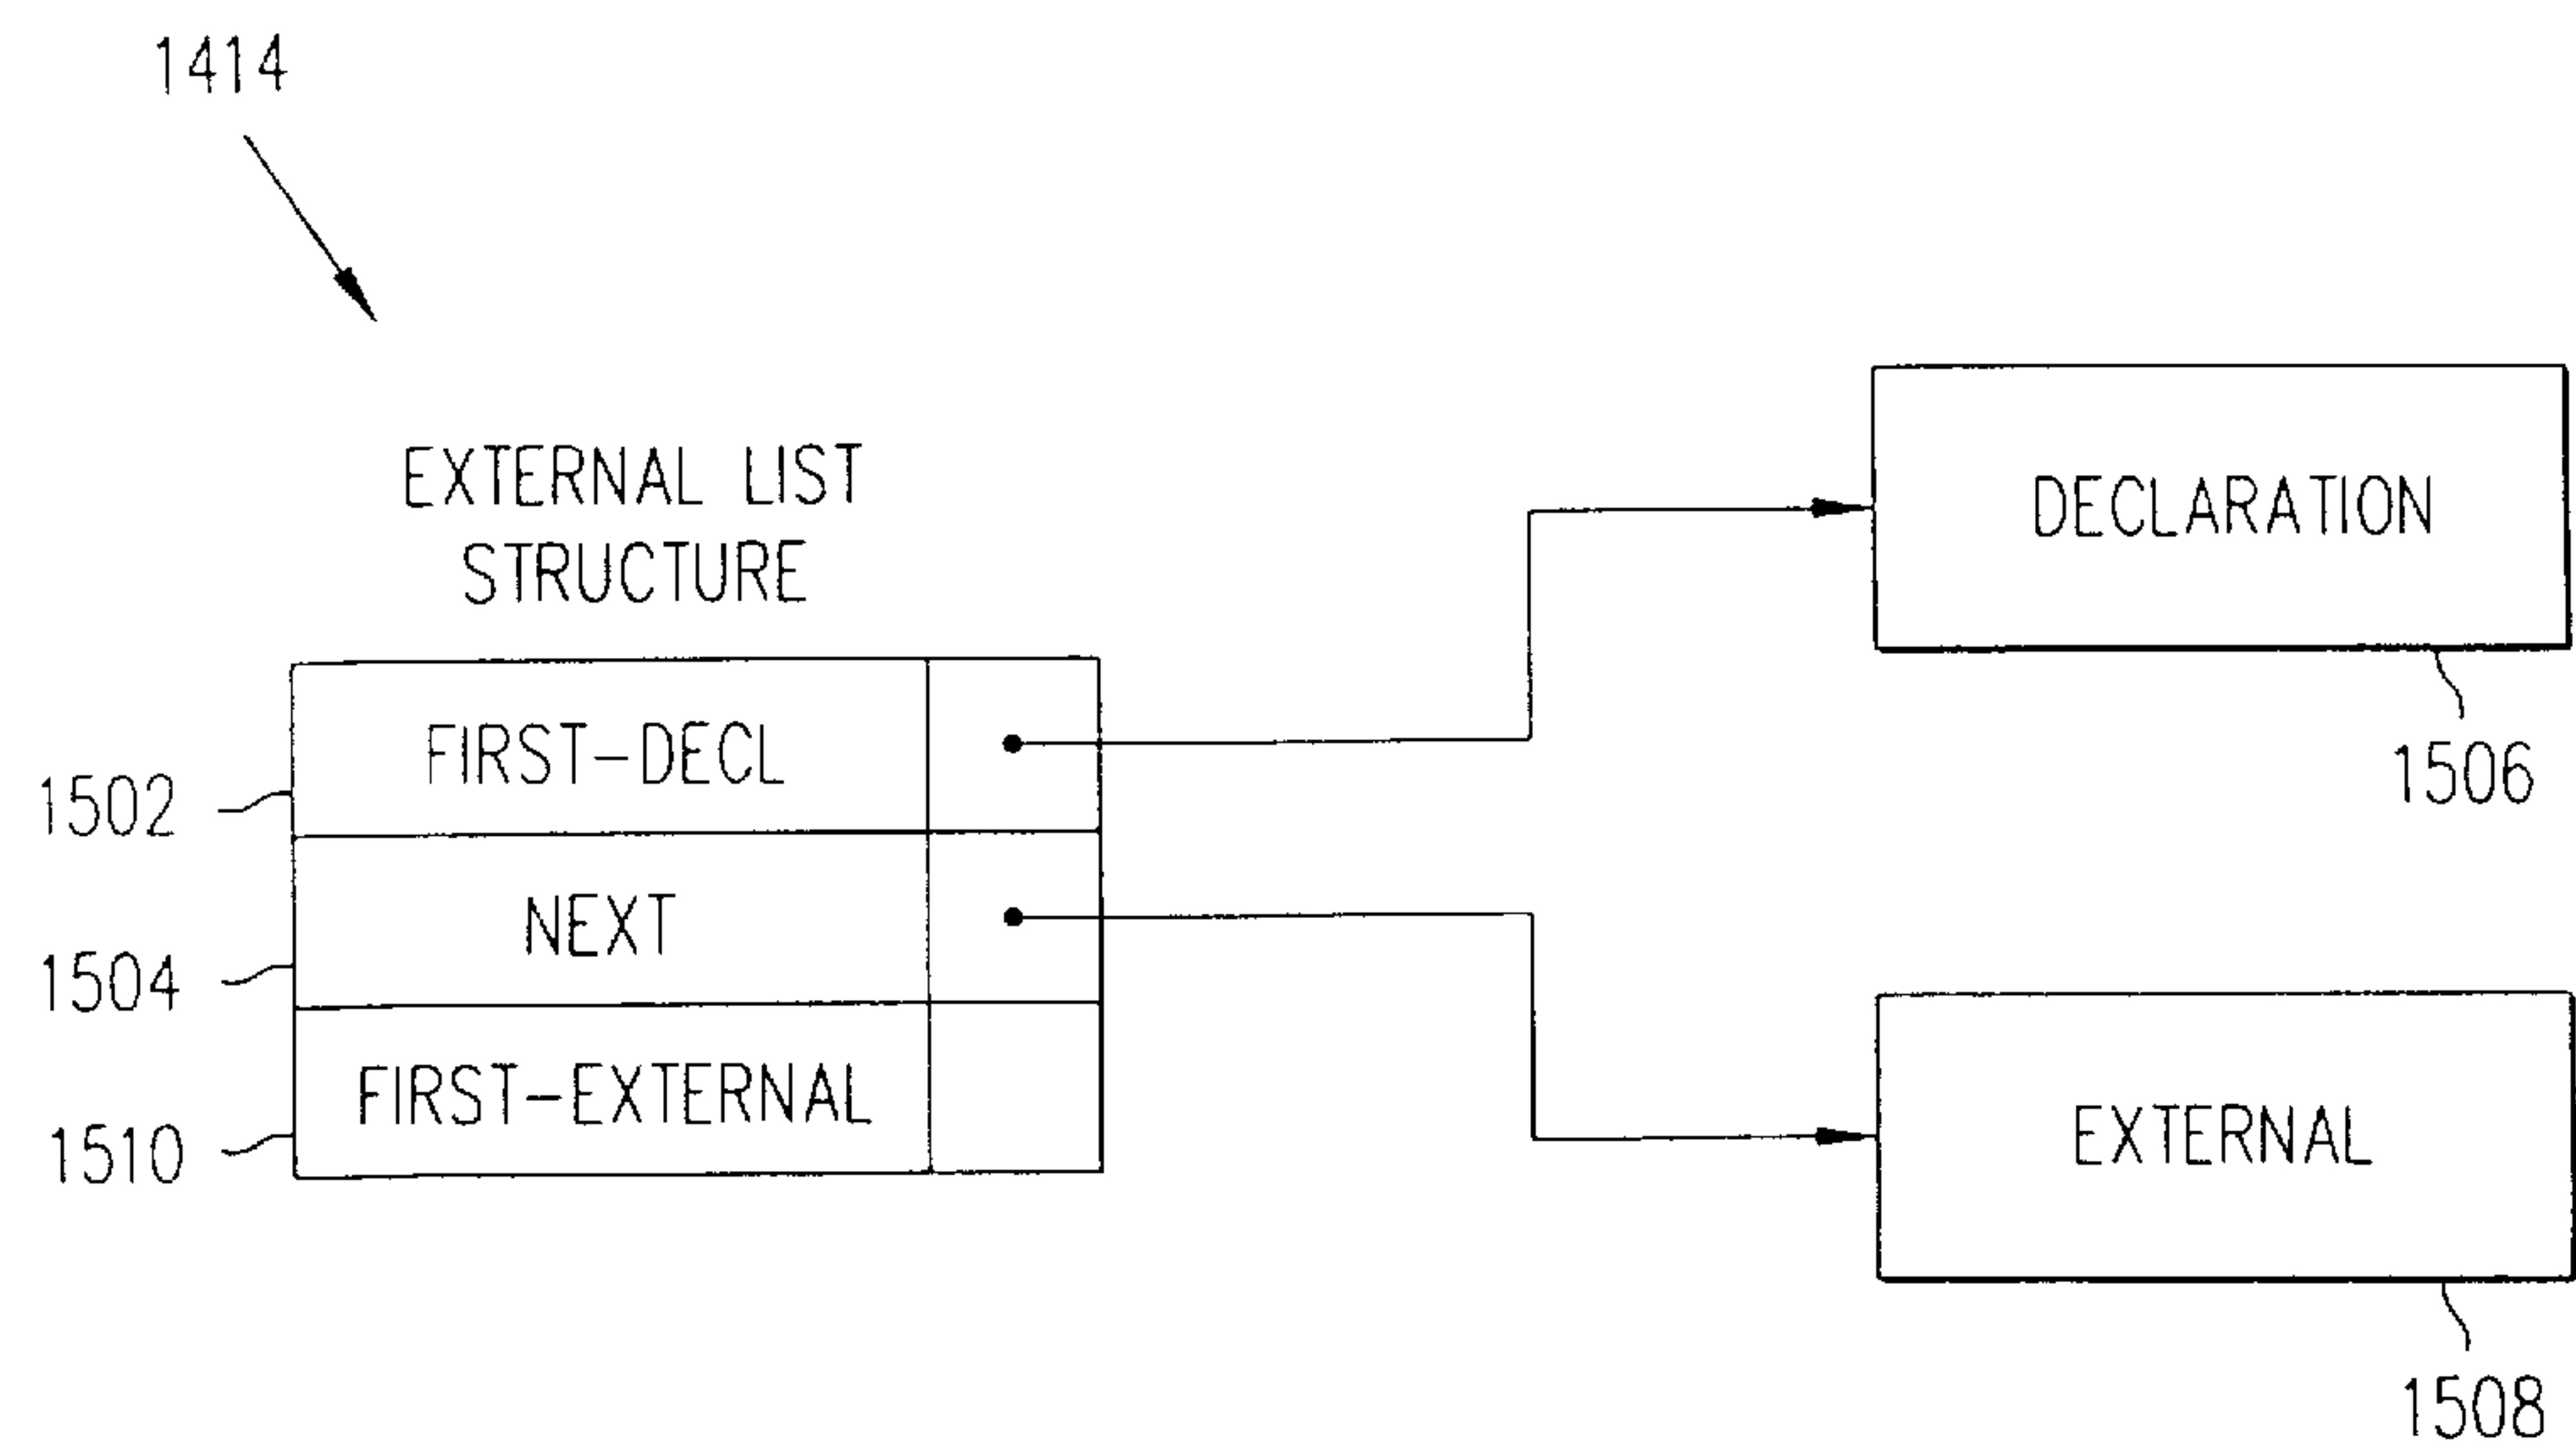 1414
EXTERNAL LIST
STRUCTURE
DECLARATION
1506
FIRST-DECL
1502
NEXT
1504
FIRST-EXTERNAL
1510
EXTERNAL
1508